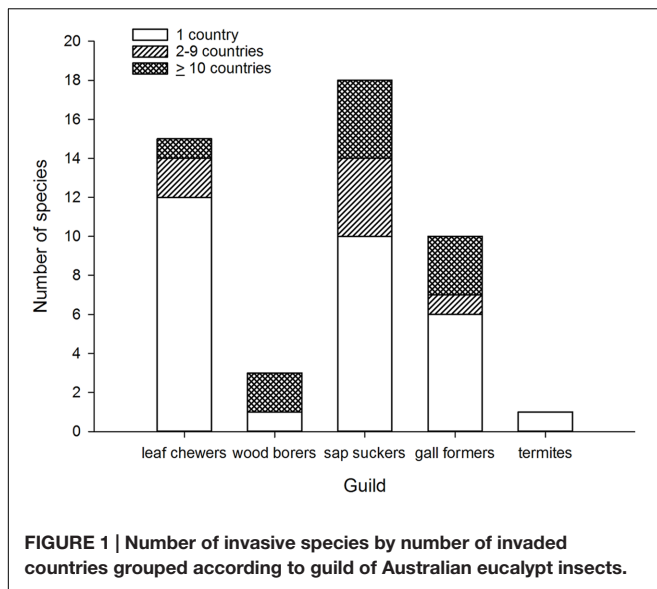 1 country
2-9 countries
≥ 10 countries
20
18
16
14
12
10
8
6
4
2
0
Number of species
leaf chewers wood borers sap suckers gall formers termites
Guild
FIGURE 1 | Number of invasive species by number of invaded
countries grouped according to guild of Australian eucalypt insects.